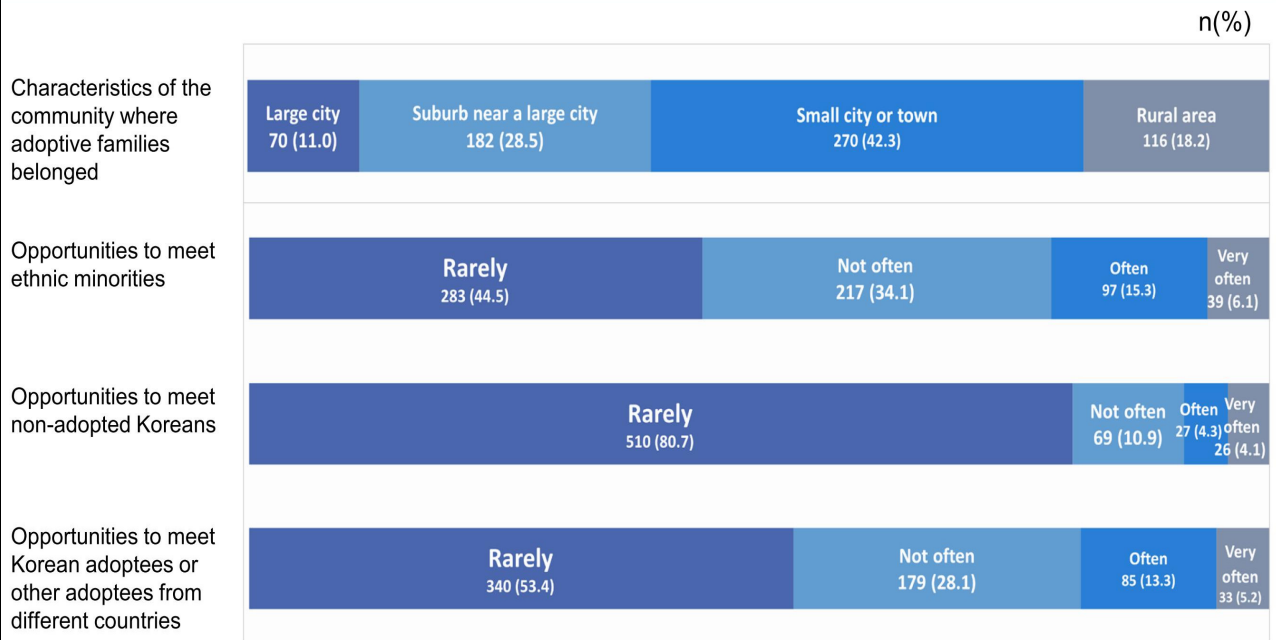 n(%)
Characteristics of the
community where
adoptive families
belonged
Large city
70 (11.0)
Suburb near a large city
182 (28.5)
Small city or town
270 (42.3)
Rural area
116 (18.2)
Opportunities to meet
ethnic minorities
Rarely
283 (44.5)
Not often
217 (34.1)
Often
97 (15.3)
Very
often
39 (6.1)
Opportunities to meet
non-adopted Koreans
Rarely
510 (80.7)
Not often
69 (10.9)
Often
27 (4.3)
Very
often
26 (4.1)
Opportunities to meet
Korean adoptees or
other adoptees from
different countries
Rarely
340 (53.4)
Not often
179 (28.1)
Often
85 (13.3)
Very
often
33 (5.2)